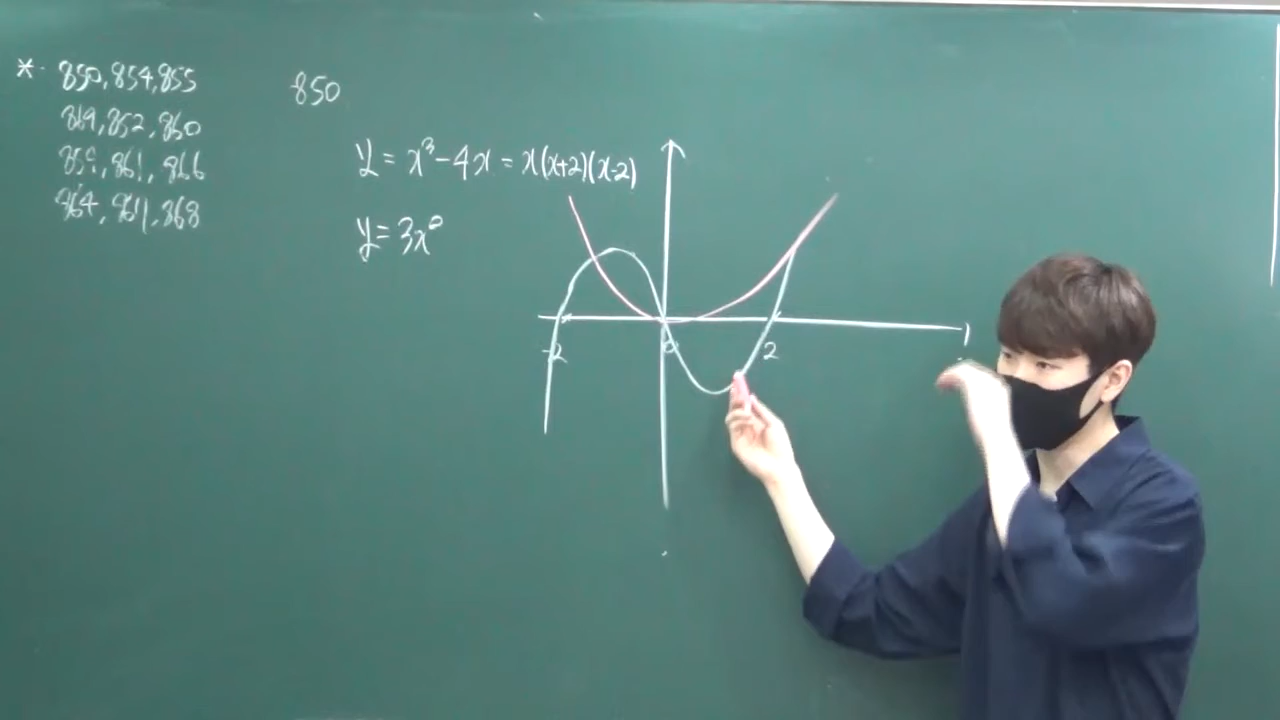 *. 850, 854, 855
869, 852, 860
859, 861, 866
864, 867, 868
850
y = x³ - 4x = x(x+2)(x-2)
y = 3x²
-2 0 2